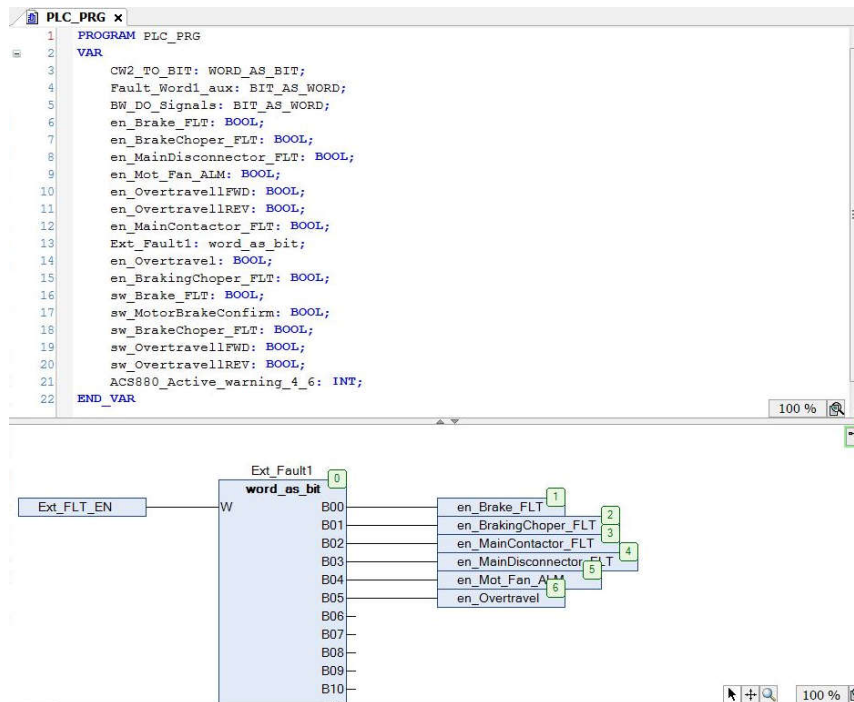 PLC_PRG x
1 PROGRAM PLC_PRG
2 VAR
3 CW2_TO_BIT: WORD_AS_BIT;
4 Fault_Word1_aux: BIT_AS_WORD;
5 BW_DO_Signals: BIT_AS_WORD;
6 en_Brake_FLT: BOOL;
7 en_BrakeChoper_FLT: BOOL;
8 en_MainDisconnector_FLT: BOOL;
9 en_Mot_Fan_ALM: BOOL;
10 en_OvertravellFWD: BOOL;
11 en_OvertravellREV: BOOL;
12 en_MainContactor_FLT: BOOL;
13 Ext_Fault1: word_as_bit;
14 en_Overtravel: BOOL;
15 en_BrakingChoper_FLT: BOOL;
16 sw_Brake_FLT: BOOL;
17 sw_MotorBrakeConfirm: BOOL;
18 sw_BrakeChoper_FLT: BOOL;
19 sw_OvertravellFWD: BOOL;
20 sw_OvertravellREV: BOOL;
21 ACS880_Active_warning_4_6: INT;
22 END_VAR
100 %
Ext_Fault1
0
word_as_bit
Ext_FLT_EN W B00 en_Brake_FLT 1
B01 en_BrakingChoper_FLT 2
B02 en_MainContactor_FLT 3
B03 en_MainDisconnector_FLT 4
B04 en_Mot_Fan_ALM 5
B05 en_Overtravel 6
B06
B07
B08
B09
B10
100 %